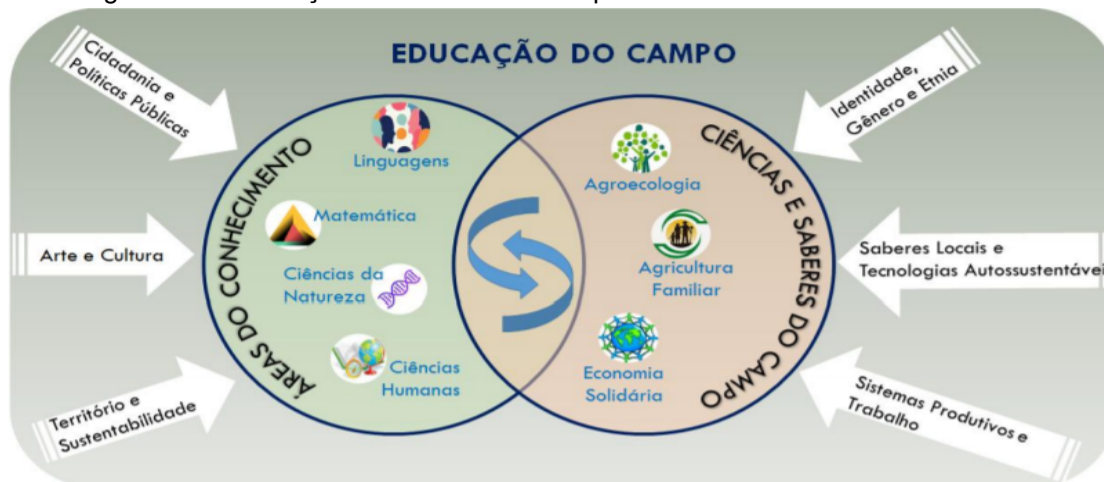 EDUCAÇÃO DO CAMPO
Cidadania e
Políticas Públicas
Arte e Cultura
Território e
Sustentabilidade
ÁREAS DO CONHECIMENTO
Linguagens
Matemática
Ciências da
Natureza
Ciências
Humanas
Agroecologia
Agricultura
Familiar
Economia
Solidária
CIÊNCIAS E SABERES DO CAMPO
Identidade,
Gênero e Etnia
Saberes Locais e
Tecnologias Autossustentávei
Sistemas Produtivos e
Trabalho